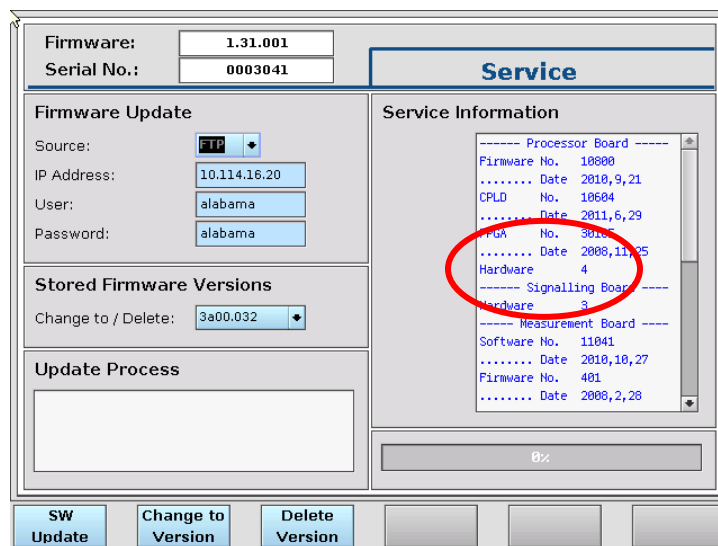 Firmware: 1.31.001
Serial No.: 0003041
Service
Firmware Update
Source: FTP
IP Address: 10.114.16.20
User: alabama
Password: alabama
Stored Firmware Versions
Change to / Delete: 3a00.032
Update Process
Service Information
------ Processor Board -----
Firmware No. 10800
........ Date 2010,9,21
CPLD No. 10604
........ Date 2011,6,29
FPGA No. 30105
........ Date 2008,11,25
Hardware 4
------ Signalling Board ----
Hardware 3
----- Measurement Board ----
Software No. 11041
........ Date 2010,10,27
Firmware No. 401
........ Date 2008,2,28
0%
SW Update
Change to Version
Delete Version